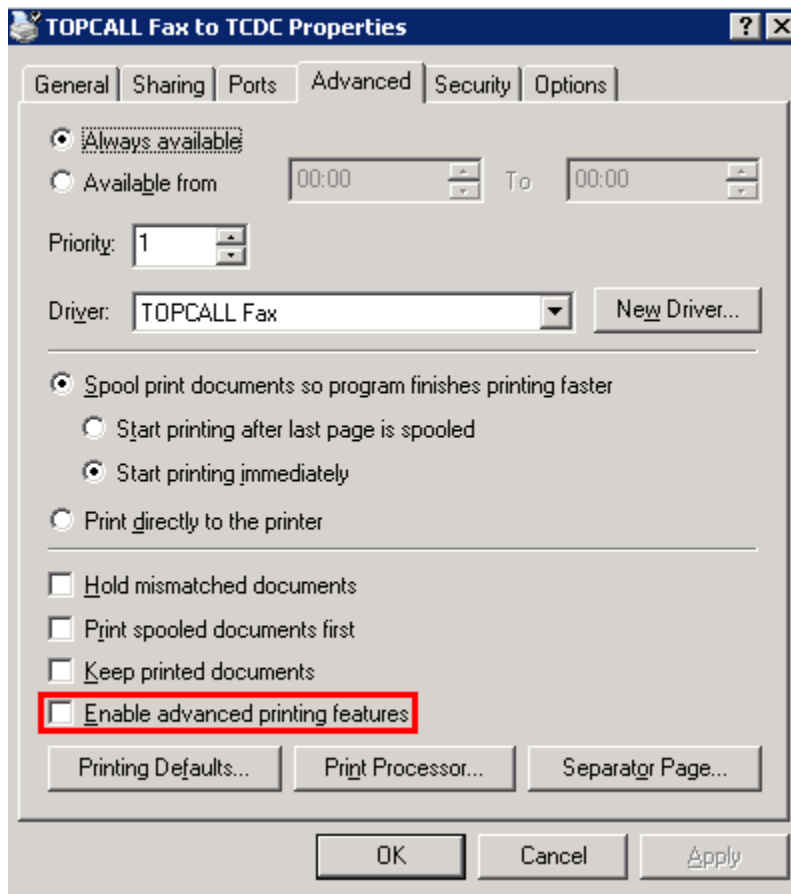 TOPCALL Fax to TCDC Properties
General Sharing Ports Advanced Security Options
Always available
Available from 00:00 To 00:00
Priority: 1
Driver: TOPCALL Fax New Driver...
Spool print documents so program finishes printing faster
Start printing after last page is spooled
Start printing immediately
Print directly to the printer
Hold mismatched documents
Print spooled documents first
Keep printed documents
Enable advanced printing features
Printing Defaults... Print Processor... Separator Page...
OK Cancel Apply